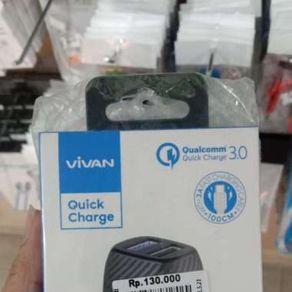 VIVAN
Qualcomm
Quick Charge 3.0
Quick
Charge
100CM
Rp.130.000